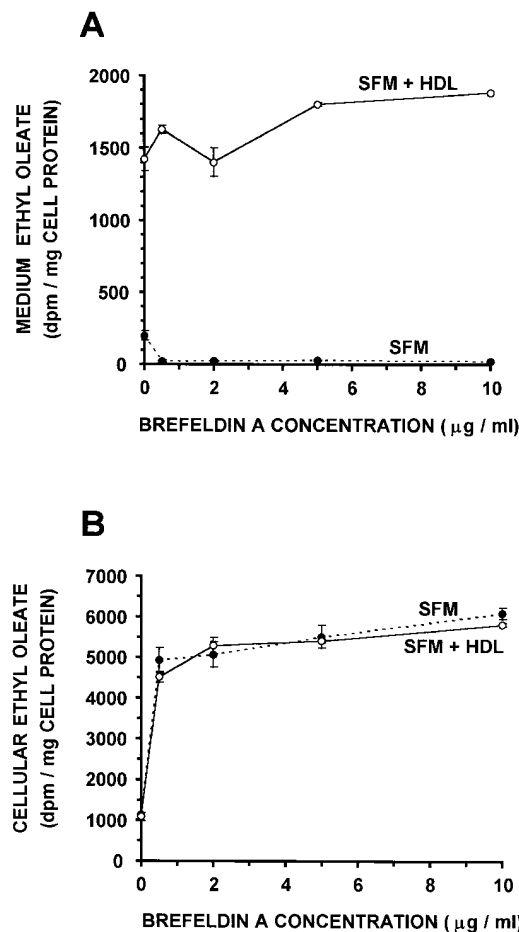 A
MEDIUM ETHYL OLEATE
(dpm / mg CELL PROTEIN)
2000
1500
1000
500
0
SFM + HDL
SFM
0 2 4 6 8 10
BREFELDIN A CONCENTRATION ( μg / ml)
B
CELLULAR ETHYL OLEATE
(dpm / mg CELL PROTEIN)
7000
6000
5000
4000
3000
2000
1000
0
SFM
SFM + HDL
0 2 4 6 8 10
BREFELDIN A CONCENTRATION ( μg / ml)